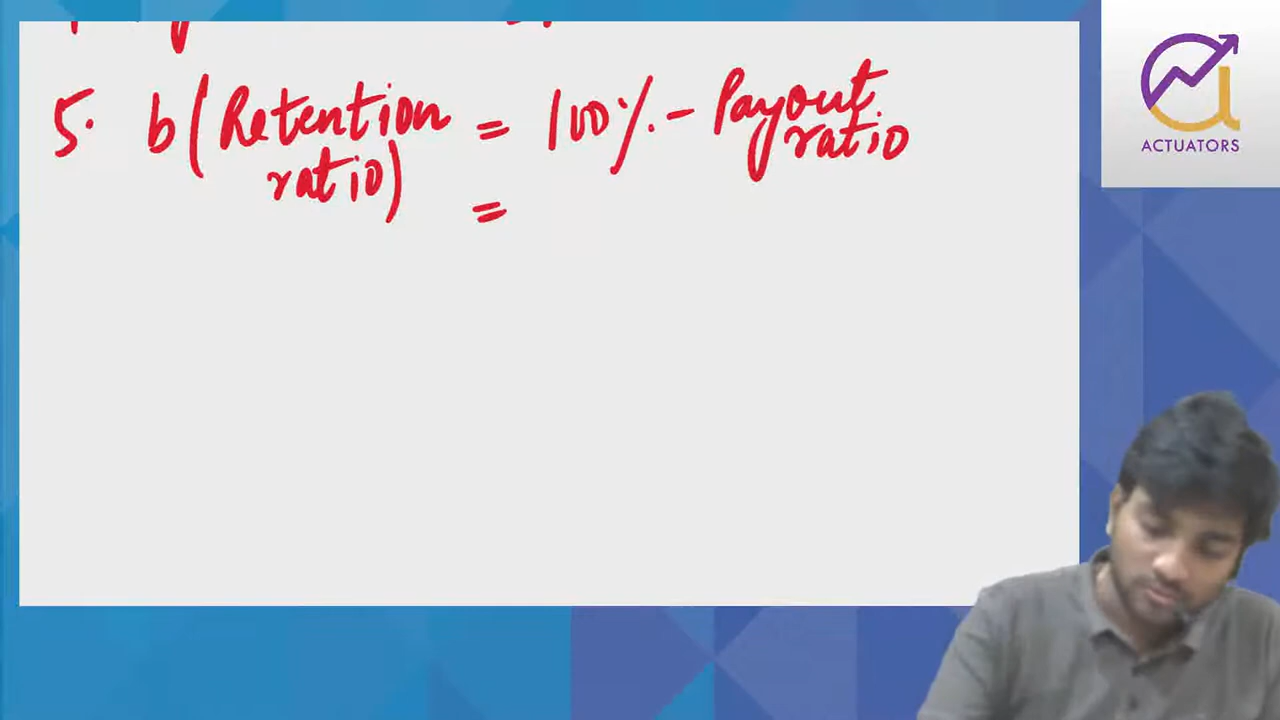 5. b (Retention ratio) = 100% - Payout ratio
=
ACTUATORS